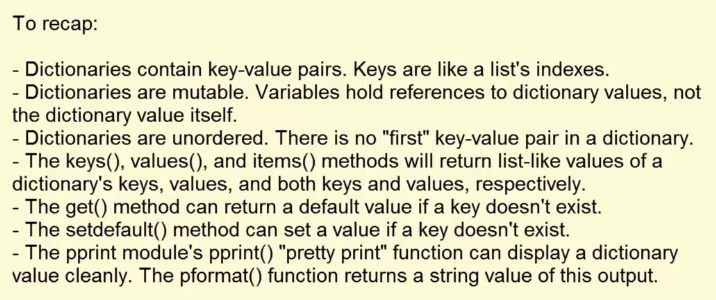 To recap:
- Dictionaries contain key-value pairs. Keys are like a list's indexes.
- Dictionaries are mutable. Variables hold references to dictionary values, not
the dictionary value itself.
- Dictionaries are unordered. There is no "first" key-value pair in a dictionary.
- The keys(), values(), and items() methods will return list-like values of a
dictionary's keys, values, and both keys and values, respectively.
- The get() method can return a default value if a key doesn't exist.
- The setdefault() method can set a value if a key doesn't exist.
- The pprint module's pprint() "pretty print" function can display a dictionary
value cleanly. The pformat() function returns a string value of this output.